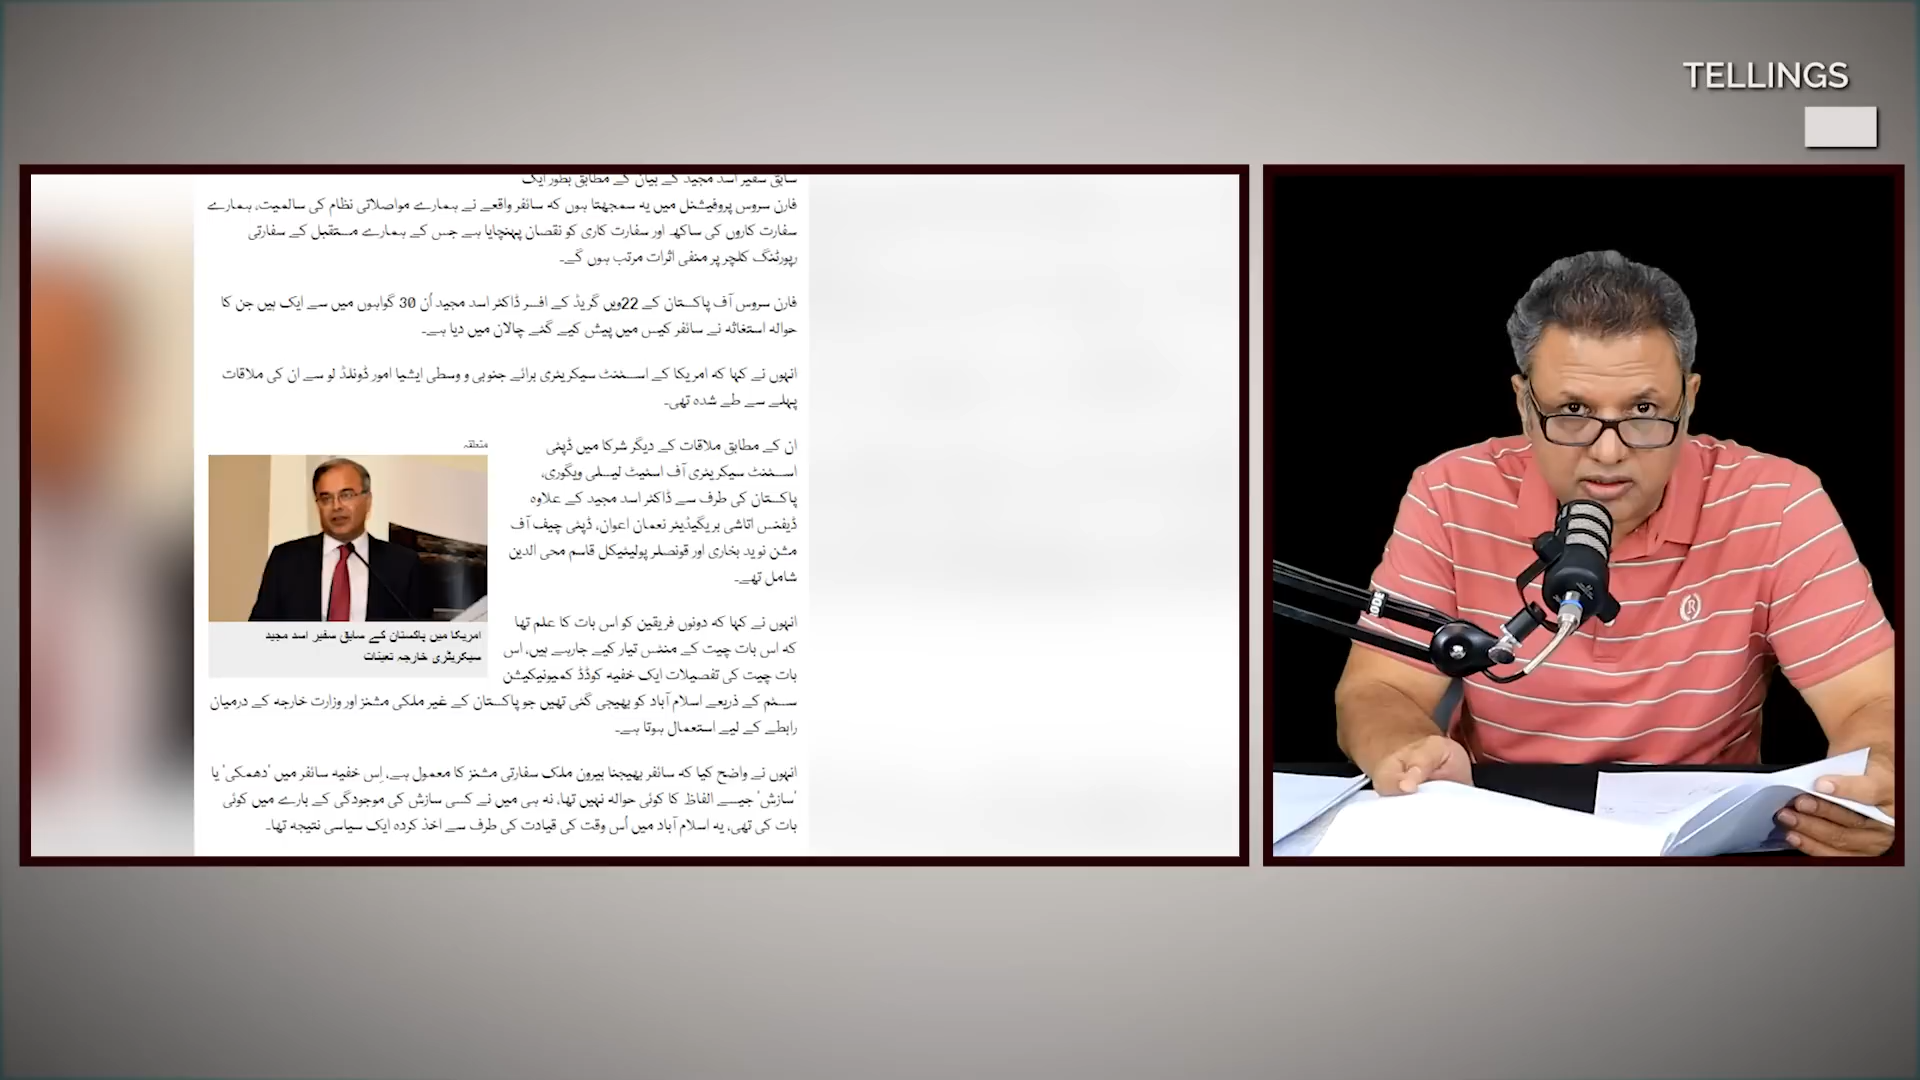 TELLINGS
سابق سفیر اسد مجید کے بیان کے مطابق بطور ایک
فارن سروس پروفیشنل میں یہ سمجھتا ہوں کہ سائفر واقعے نے ہمارے مواصلاتی نظام کی سالمیت، ہمارے
سفارت کاروں کی ساکھ اور سفارت کاری کو نقصان پہنچایا ہے جس کے ہمارے مستقبل کے سفارتی
رپورٹنگ کلچر پر منفی اثرات مرتب ہوں گے۔
فارن سروس آف پاکستان کے 22ویں گریڈ کے افسر ڈاکٹر اسد مجید اُن 30 گواہوں میں سے ایک ہیں جن کا
حوالہ استغاثہ نے سائفر کیس میں پیش کیے گئے چالان میں دیا ہے۔
انہوں نے کہا کہ امریکا کے اسسٹنٹ سیکریٹری برائے جنوبی و وسطی ایشیا امور ڈونلڈ لو سے ان کی ملاقات
پہلے سے طے شدہ تھی۔
ان کے مطابق ملاقات کے دیگر شرکا میں ڈپٹی
اسسٹنٹ سیکریٹری آف اسٹیٹ لیسلی ویگوری،
پاکستان کی طرف سے ڈاکٹر اسد مجید کے علاوہ
ڈیفنس اتاشی بریگیڈیئر نعمان اعوان، ڈپٹی چیف آف
مشن نوید بخاری اور قونصلر پولیٹیکل قاسم محی الدین
شامل تھے۔
متعلقہ
امریکا میں پاکستان کے سابق سفیر اسد مجید
سیکریٹری خارجہ تعینات
انہوں نے کہا کہ دونوں فریقین کو اس بات کا علم تھا
کہ اس بات چیت کے منٹس تیار کیے جارہے ہیں، اس
بات چیت کی تفصیلات ایک خفیہ کوڈڈ کمیونیکیشن
سسٹم کے ذریعے اسلام آباد کو بھیجی گئی تھیں جو پاکستان کے غیر ملکی مشنز اور وزارت خارجہ کے درمیان
رابطے کے لیے استعمال ہوتا ہے۔
انہوں نے واضح کیا کہ سائفر بھیجنا بیرون ملک سفارتی مشنز کا معمول ہے، اِس خفیہ سائفر میں 'دھمکی' یا
'سازش' جیسے الفاظ کا کوئی حوالہ نہیں تھا، نہ ہی میں نے کسی سازش کی موجودگی کے بارے میں کوئی
بات کی تھی، یہ اسلام آباد میں اُس وقت کی قیادت کی طرف سے اخذ کردہ ایک سیاسی نتیجہ تھا۔
R